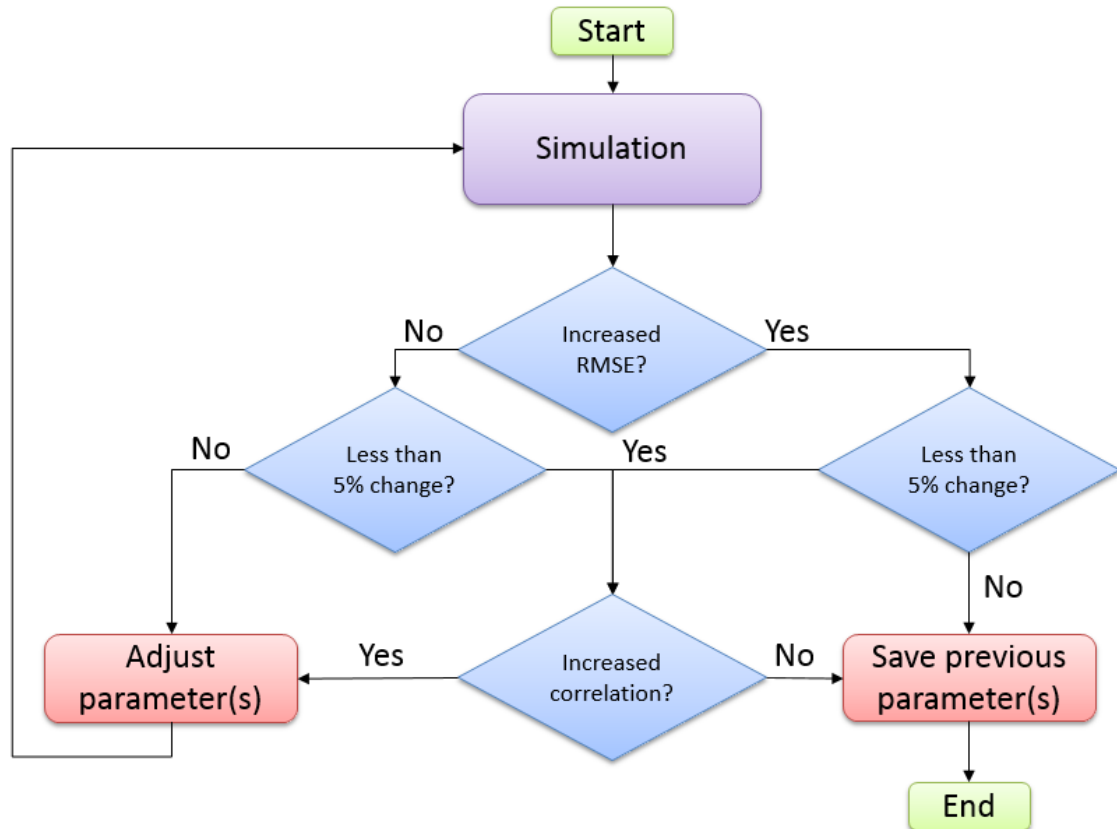 Start
Simulation
No
Increased
RMSE?
Yes
No
Less than
5% change?
Yes
Less than
5% change?
No
Adjust
parameter(s)
Yes
Increased
correlation?
No
Save previous
parameter(s)
End